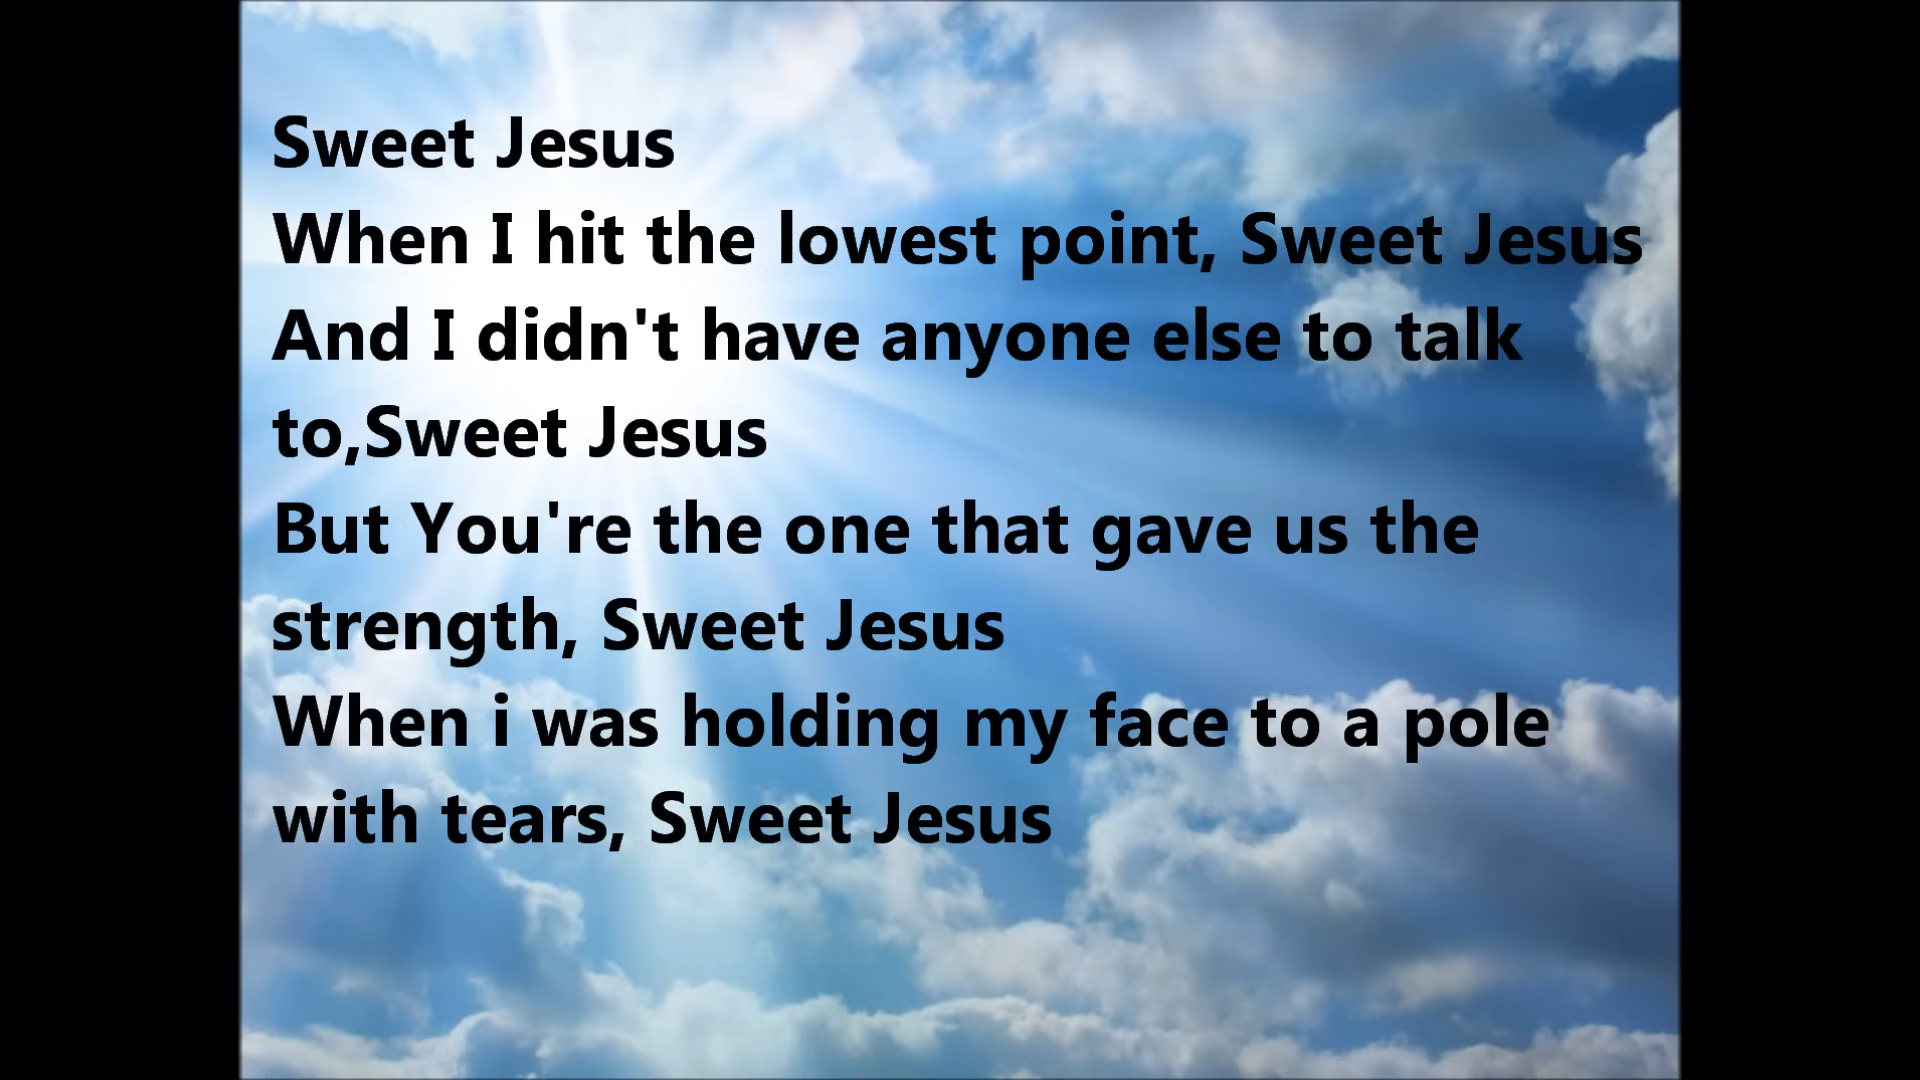 Sweet Jesus
When I hit the lowest point, Sweet Jesus
And I didn't have anyone else to talk
to,Sweet Jesus
But You're the one that gave us the
strength, Sweet Jesus
When i was holding my face to a pole
with tears, Sweet Jesus